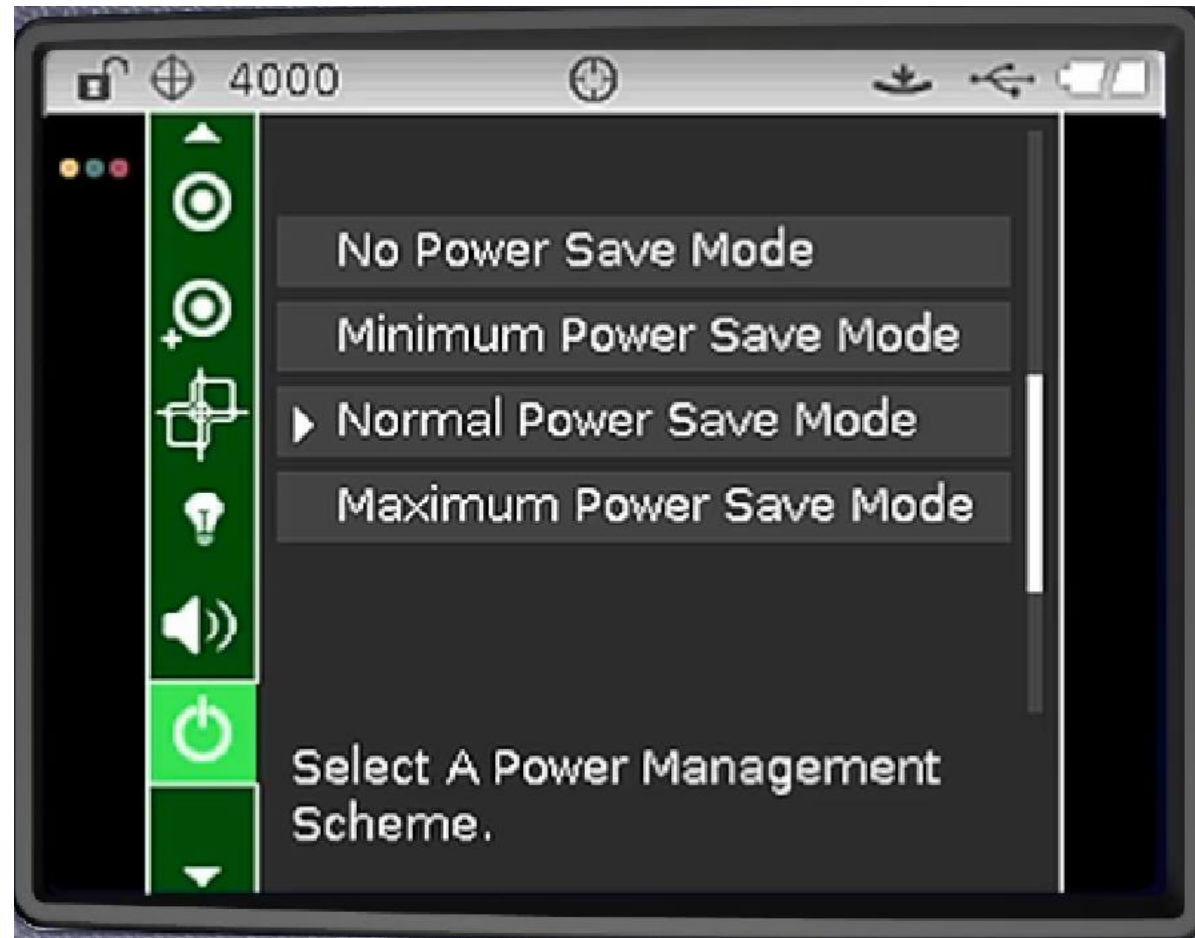 4000
No Power Save Mode
Minimum Power Save Mode
Normal Power Save Mode
Maximum Power Save Mode
Select A Power Management
Scheme.